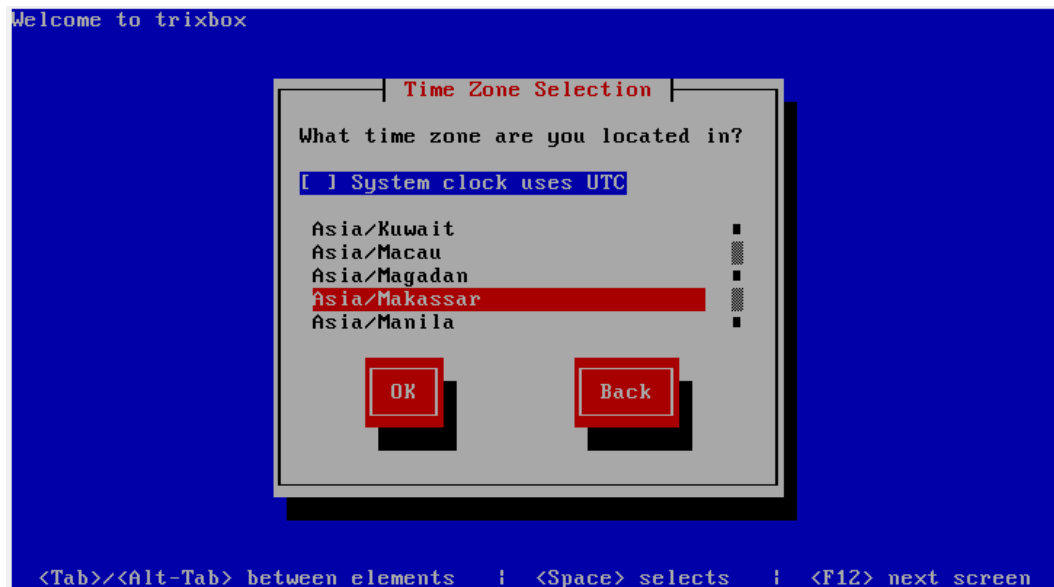 Welcome to trixbox
Time Zone Selection
What time zone are you located in?
[ ] System clock uses UTC
Asia/Kuwait
Asia/Macau
Asia/Magadan
Asia/Makassar
Asia/Manila
OK Back
<Tab>/<Alt-Tab> between elements ¦ <Space> selects ¦ <F12> next screen